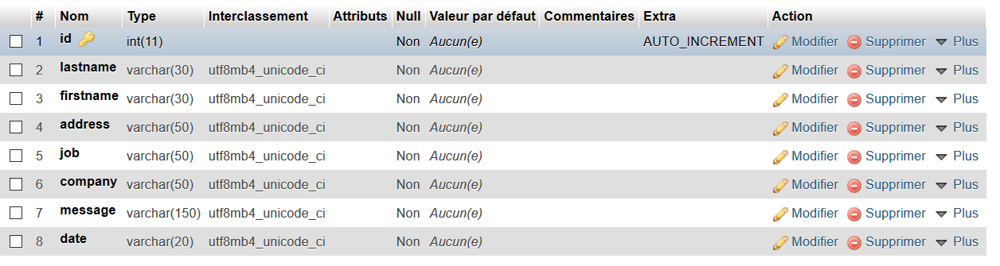 # Nom Type Interclassement Attributs Null Valeur par défaut Commentaires Extra Action
1 id int(11) Non Aucun(e) AUTO_INCREMENT Modifier Supprimer Plus
2 lastname varchar(30) utf8mb4_unicode_ci Non Aucun(e) Modifier Supprimer Plus
3 firstname varchar(30) utf8mb4_unicode_ci Non Aucun(e) Modifier Supprimer Plus
4 address varchar(50) utf8mb4_unicode_ci Non Aucun(e) Modifier Supprimer Plus
5 job varchar(50) utf8mb4_unicode_ci Non Aucun(e) Modifier Supprimer Plus
6 company varchar(50) utf8mb4_unicode_ci Non Aucun(e) Modifier Supprimer Plus
7 message varchar(150) utf8mb4_unicode_ci Non Aucun(e) Modifier Supprimer Plus
8 date varchar(20) utf8mb4_unicode_ci Non Aucun(e) Modifier Supprimer Plus